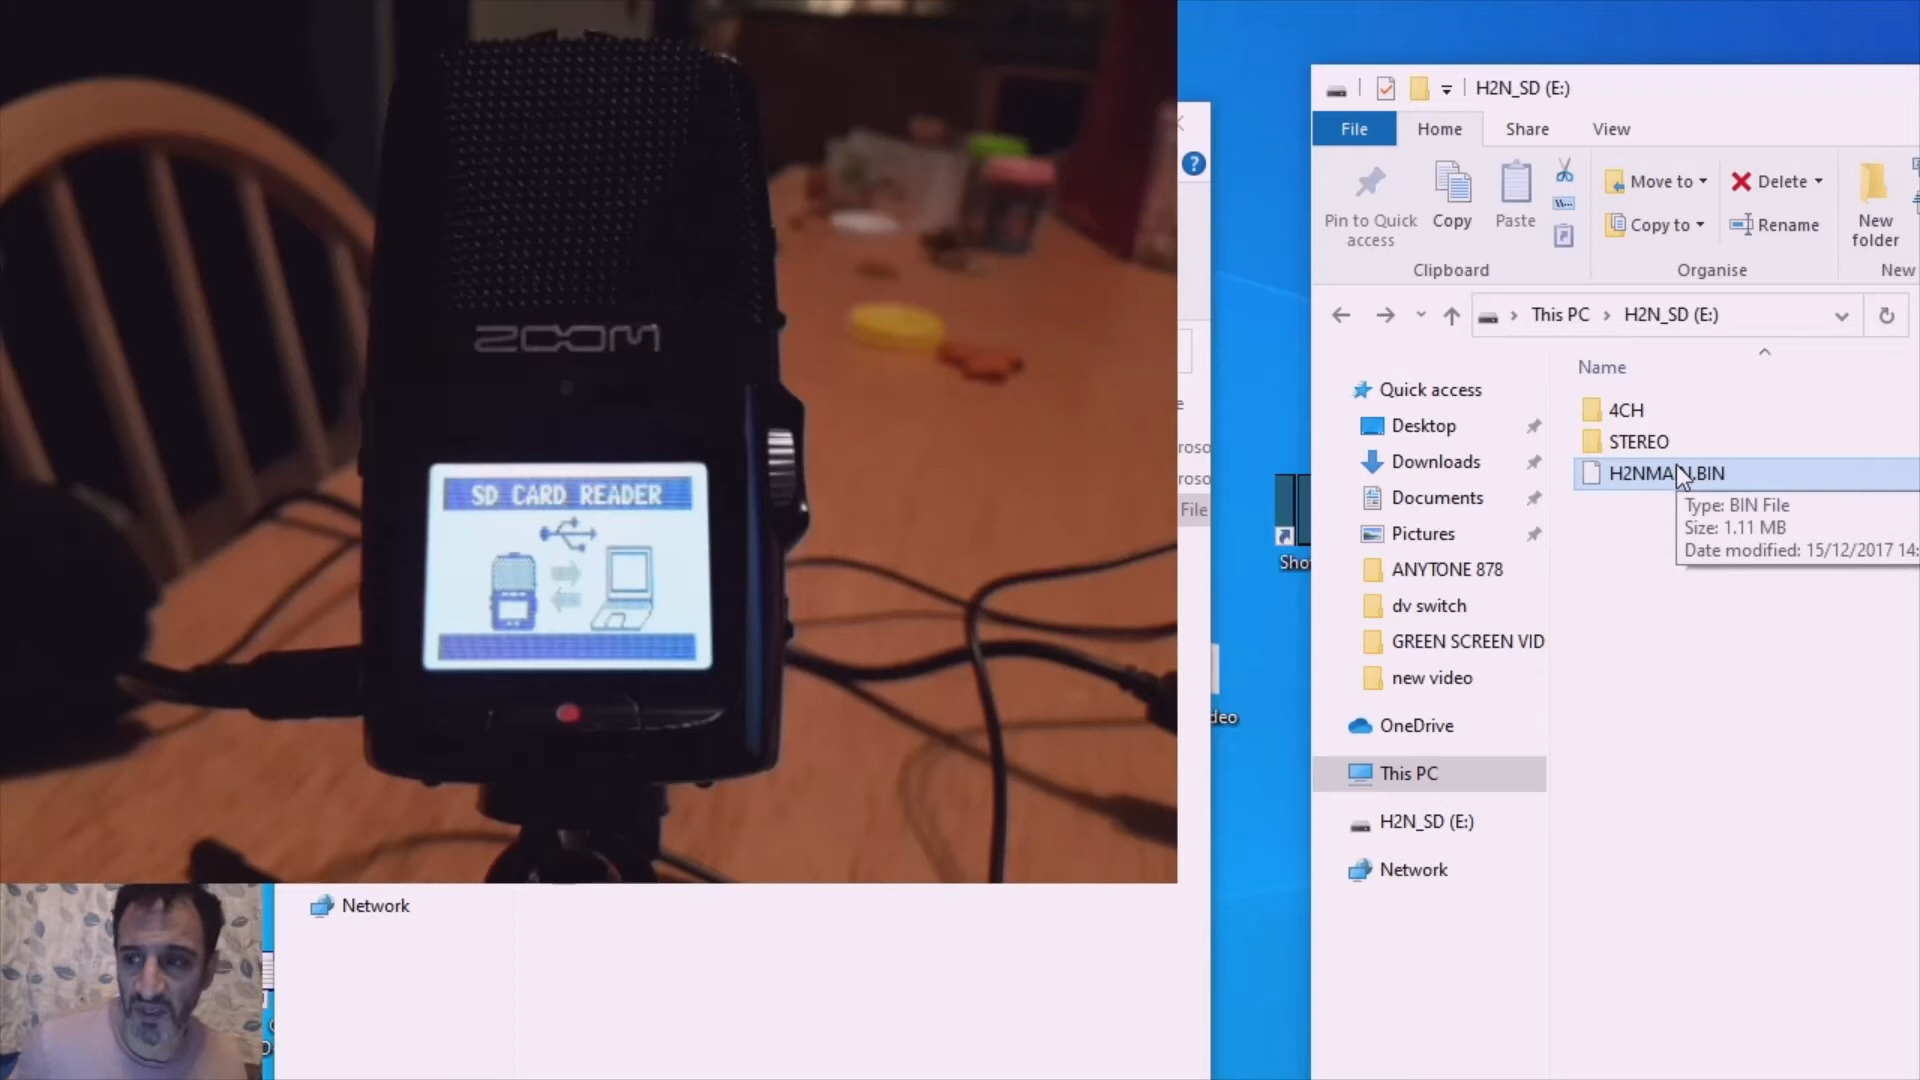 ZOOM
SD CARD READER
Network
?
File
H2N_SD (E:)
File Home Share View
Pin to Quick access
Copy
Paste
Move to
Copy to
Delete
Rename
New folder
Clipboard
Organise
New
This PC > H2N_SD (E:)
Quick access
Desktop
Downloads
Documents
Pictures
ANYTONE 878
dv switch
GREEN SCREEN VID
new video
OneDrive
This PC
H2N_SD (E:)
Network
Name
4CH
STEREO
Type: BIN File
Size: 1.11 MB
Date modified: 15/12/2017 14: